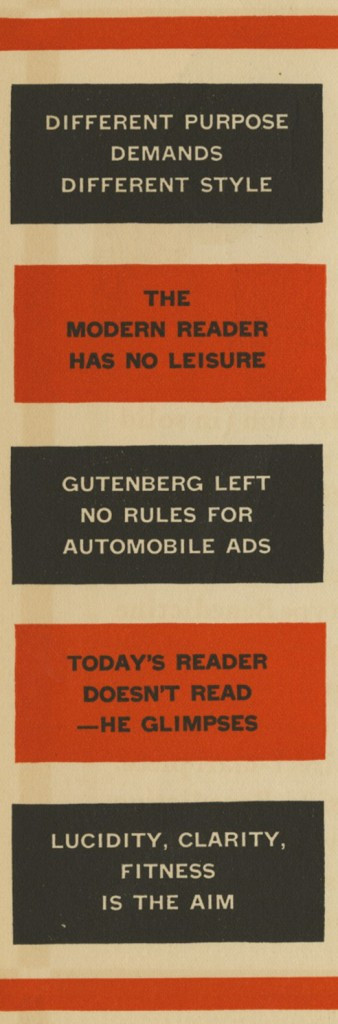 DIFFERENT PURPOSE
DEMANDS
DIFFERENT STYLE
THE
MODERN READER
HAS NO LEISURE
GUTENBERG LEFT
NO RULES FOR
AUTOMOBILE ADS
TODAY'S READER
DOESN'T READ
—HE GLIMPSES
LUCIDITY, CLARITY,
FITNESS
IS THE AIM